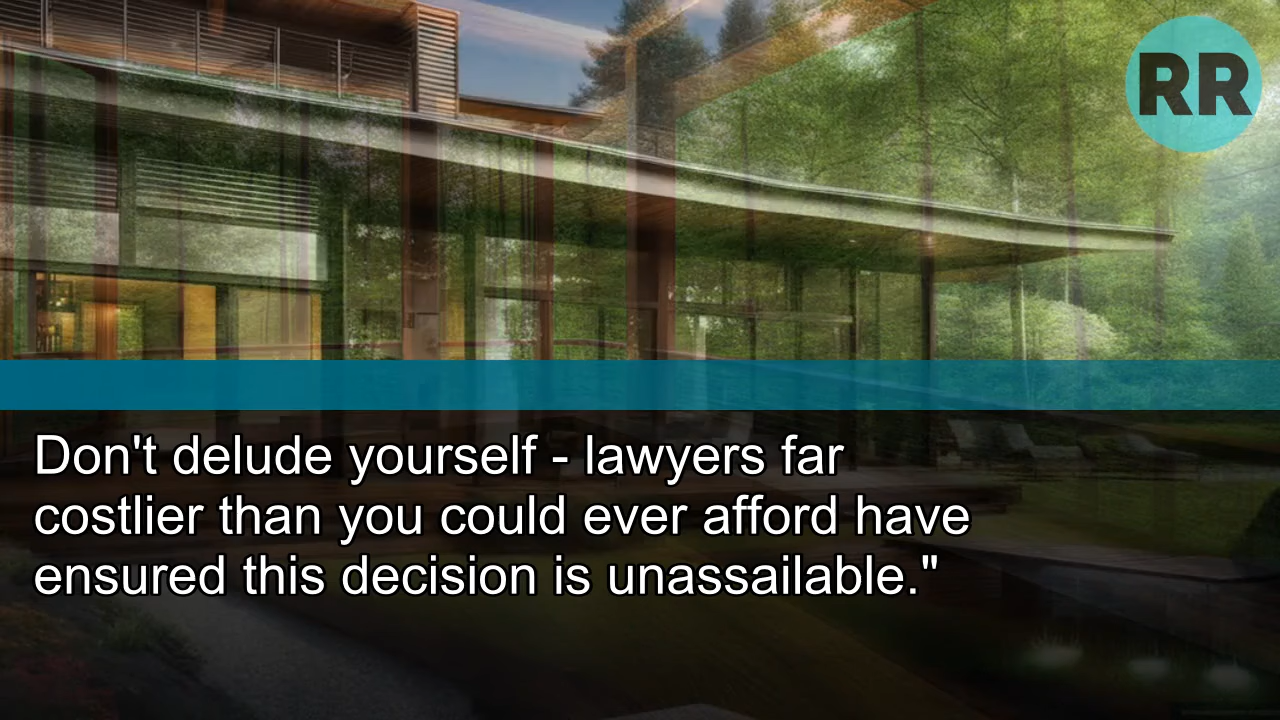 RR
Don't delude yourself - lawyers far
costlier than you could ever afford have
ensured this decision is unassailable."